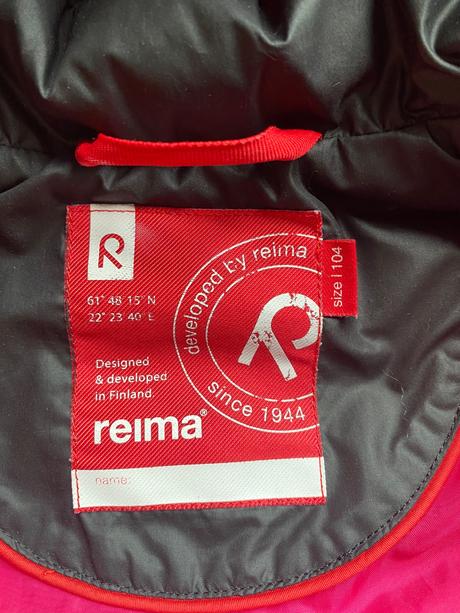 61° 48' 15" N
22° 23' 40" E
Designed
& developed
in Finland.
reima®
name:
developed by reima
since 1944
size | 104